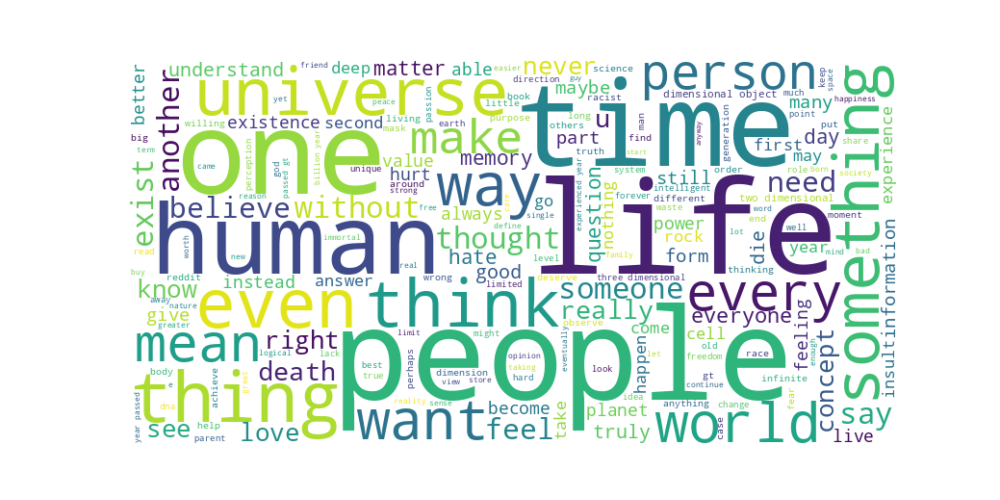 understand
friend
deep
matter
able
easier
guy
science
never
person
keep
space
better
universe
time
something
yet
peace
passion
direction
maybe
dimensional object
much
happiness
willing
living
little
book
racist
many
point
another
one
big
existence
second
make
purpose
long
u
man
put
term
mask
earth
others
part
find
first
day
share
experience
came
god
passed gt
billion year
value
memory
truth
start
anyway
generation
may
perception
unique
hurt
way
system
order
role
born
society
exist
reason
around
strong
go
question
nothing
still
intelligent
need
believe
without
always
single
experienced year
forever
different
two dimensional
human
free
define
waste
word
moment
worth
immortal
thought
life
power
rock
form
die
end
lot
well
year
mind
bad
read
new
real
hate
level
family
thinking
buy
reddit
answer
wrong
good
deserve
three dimensional
know
instead
limited
someone
every
information
away
nature
even
think
really
everyone
feeling
insult
give
greater
limit
might
observe
come
cell
concept
mean
right
logical
lack
people
happen
old
freedom
let
race
enough
death
perhaps
best
true
dimension
view
store
opinion
taking
hard
look
eventually
gt
continue
infinite
body
e
thing
achieve
great
reality
sense
want
become
take
idea
planet
anything
change
fear
world
say
year passed
dna
see
help
parent
love
feel
truly
case
live